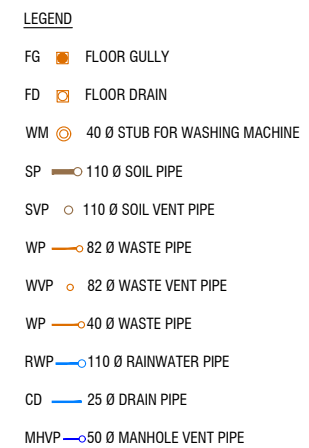 LEGEND
FG FLOOR GULLY
FD FLOOR DRAIN
WM 40 Ø STUB FOR WASHING MACHINE
SP 110 Ø SOIL PIPE
SVP 110 Ø SOIL VENT PIPE
WP 82 Ø WASTE PIPE
WVP 82 Ø WASTE VENT PIPE
WP 40 Ø WASTE PIPE
RWP 110 Ø RAINWATER PIPE
CD 25 Ø DRAIN PIPE
MHVP 50 Ø MANHOLE VENT PIPE